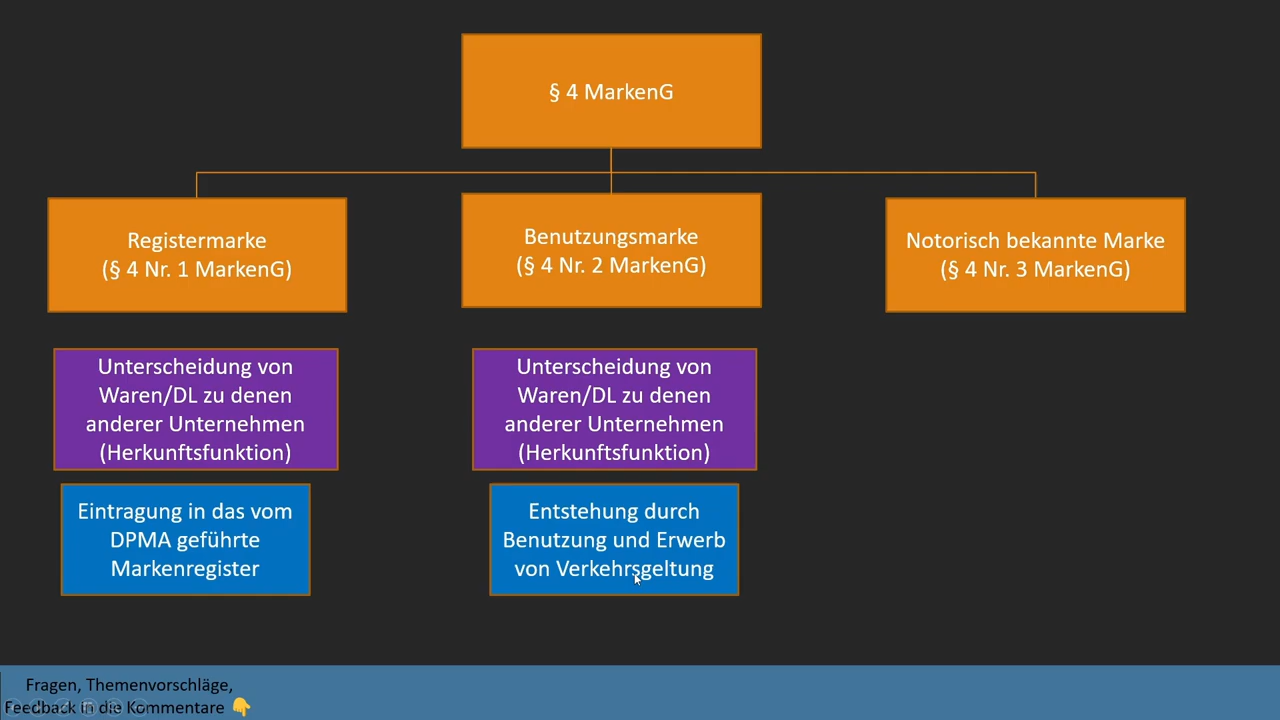 § 4 MarkenG
Registermarke
(§ 4 Nr. 1 MarkenG)
Benutzungsmarke
(§ 4 Nr. 2 MarkenG)
Notorisch bekannte Marke
(§ 4 Nr. 3 MarkenG)
Unterscheidung von
Waren/DL zu denen
anderer Unternehmen
(Herkunftsfunktion)
Unterscheidung von
Waren/DL zu denen
anderer Unternehmen
(Herkunftsfunktion)
Eintragung in das vom
DPMA geführte
Markenregister
Entstehung durch
Benutzung und Erwerb
von Verkehrsgeltung
Fragen, Themenvorschläge,
Feedback in die Kommentare 👇